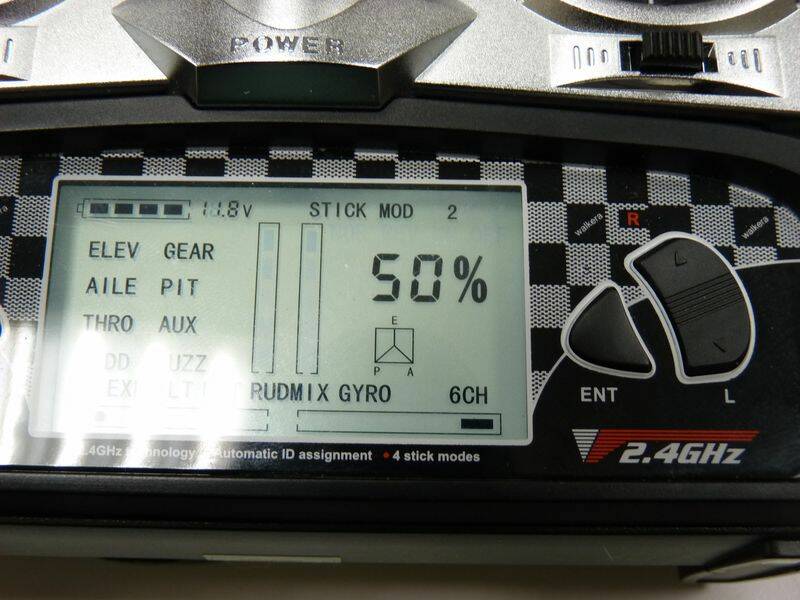 POWER
11.8V STICK MOD 2
ELEV GEAR
50%
AILE PIT
THRO AUX
E
P A
RUDMIX GYRO 6CH
walkera
walkera
R
ENT L
Automatic ID assignment • 4 stick modes
2.4GHz